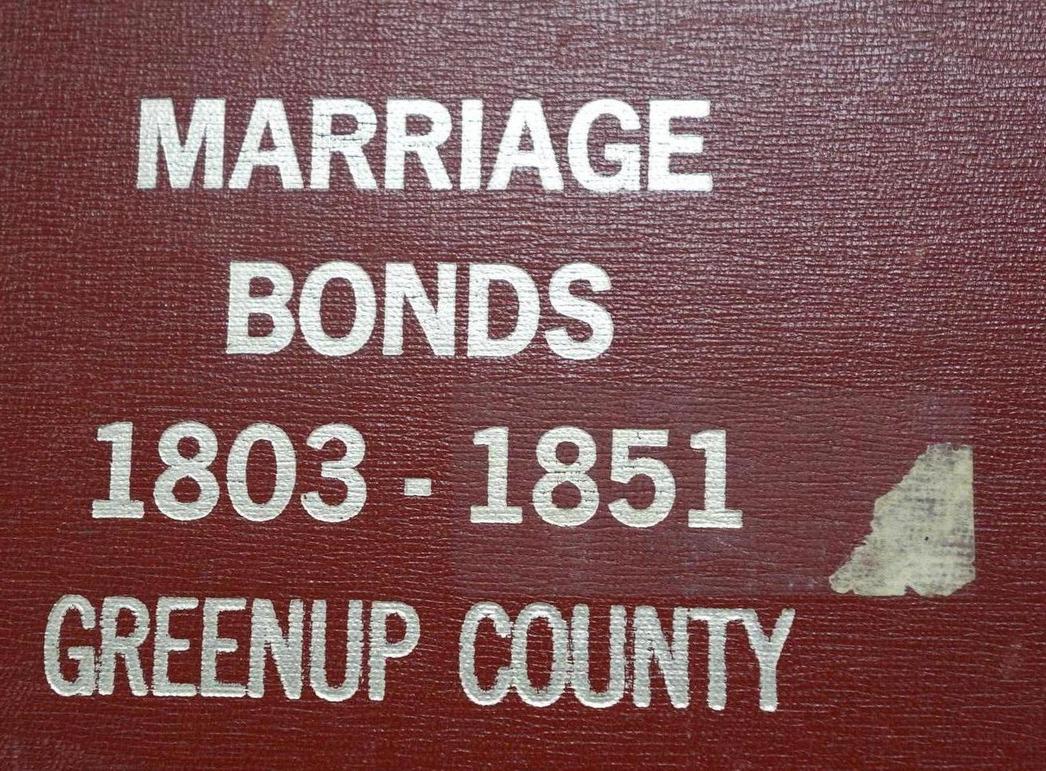 MARRIAGE
BONDS
1803 - 1851
GREENUP COUNTY